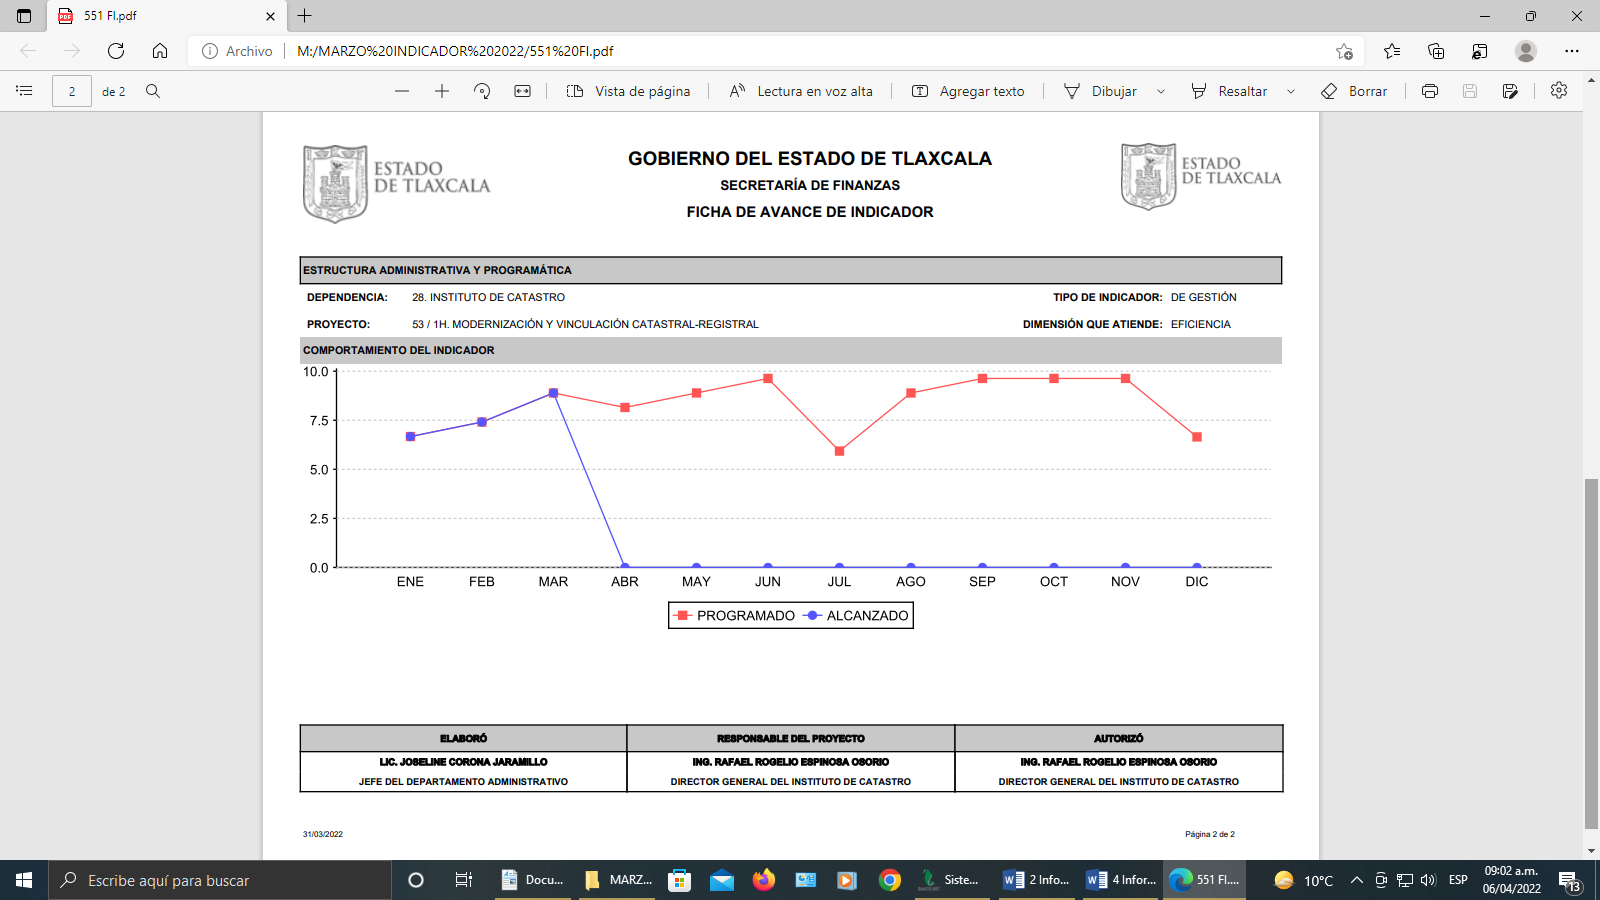 551 FI.pdf
Archivo
M:/MARZO%20INDICADOR%202022/551%20FI.pdf
2
de 2
Vista de página
Lectura en voz alta
Agregar texto
Dibujar
Resaltar
Borrar
ESTADO
DE TLAXCALA
GOBIERNO DEL ESTADO DE TLAXCALA
SECRETARÍA DE FINANZAS
FICHA DE AVANCE DE INDICADOR
ESTADO
DE TLAXCALA
ESTRUCTURA ADMINISTRATIVA Y PROGRAMÁTICA
DEPENDENCIA: 28. INSTITUTO DE CATASTRO TIPO DE INDICADOR: DE GESTIÓN
PROYECTO: 53 / 1H. MODERNIZACIÓN Y VINCULACIÓN CATASTRAL-REGISTRAL DIMENSIÓN QUE ATIENDE: EFICIENCIA
COMPORTAMIENTO DEL INDICADOR
10.0
7.5
5.0
2.5
0.0
ENE FEB MAR ABR MAY JUN JUL AGO SEP OCT NOV DIC
PROGRAMADO ALCANZADO
ELABORÓ RESPONSABLE DEL PROYECTO AUTORIZÓ
LIC. JOSELINE CORONA JARAMILLO ING. RAFAEL ROGELIO ESPINOSA OSORIO ING. RAFAEL ROGELIO ESPINOSA OSORIO
JEFE DEL DEPARTAMENTO ADMINISTRATIVO DIRECTOR GENERAL DEL INSTITUTO DE CATASTRO DIRECTOR GENERAL DEL INSTITUTO DE CATASTRO
31/03/2022 Página 2 de 2
Escribe aquí para buscar
Docu...
MARZ...
Siste...
2 Info...
4 Infor...
551 FI....
10°C
ESP
09:02 a.m.
06/04/2022
13